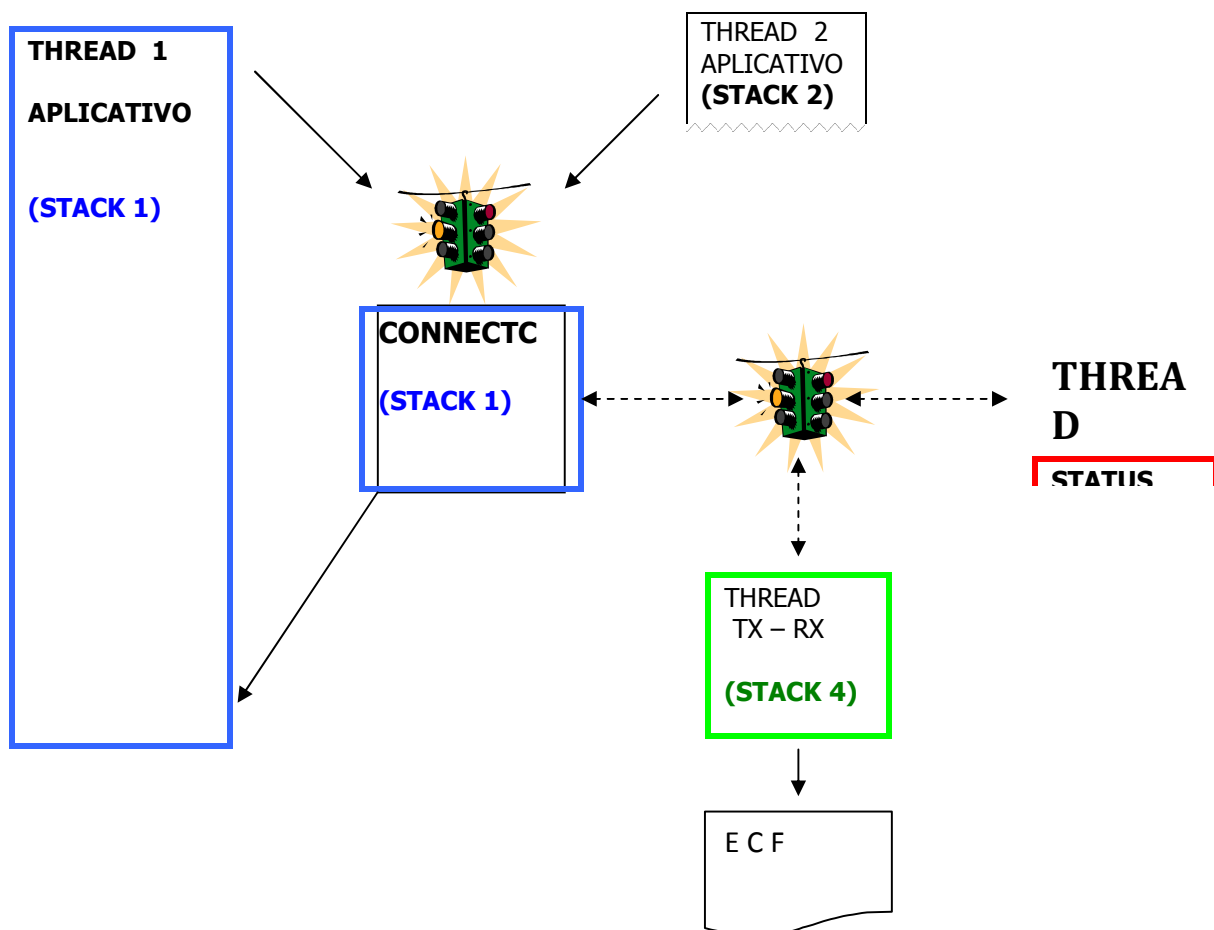 THREAD 1
APLICATIVO
(STACK 1)
THREAD 2
APLICATIVO
(STACK 2)
CONNECTC
(STACK 1)
THREA
D
STATUS
THREAD
TX – RX
(STACK 4)
E C F